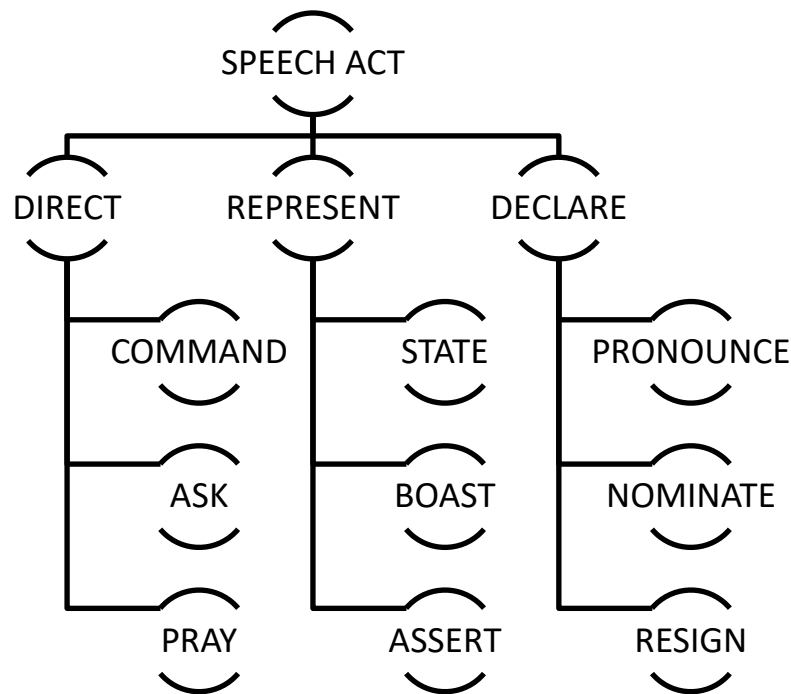 SPEECH ACT
DIRECT
REPRESENT
DECLARE
COMMAND
STATE
PRONOUNCE
ASK
BOAST
NOMINATE
PRAY
ASSERT
RESIGN